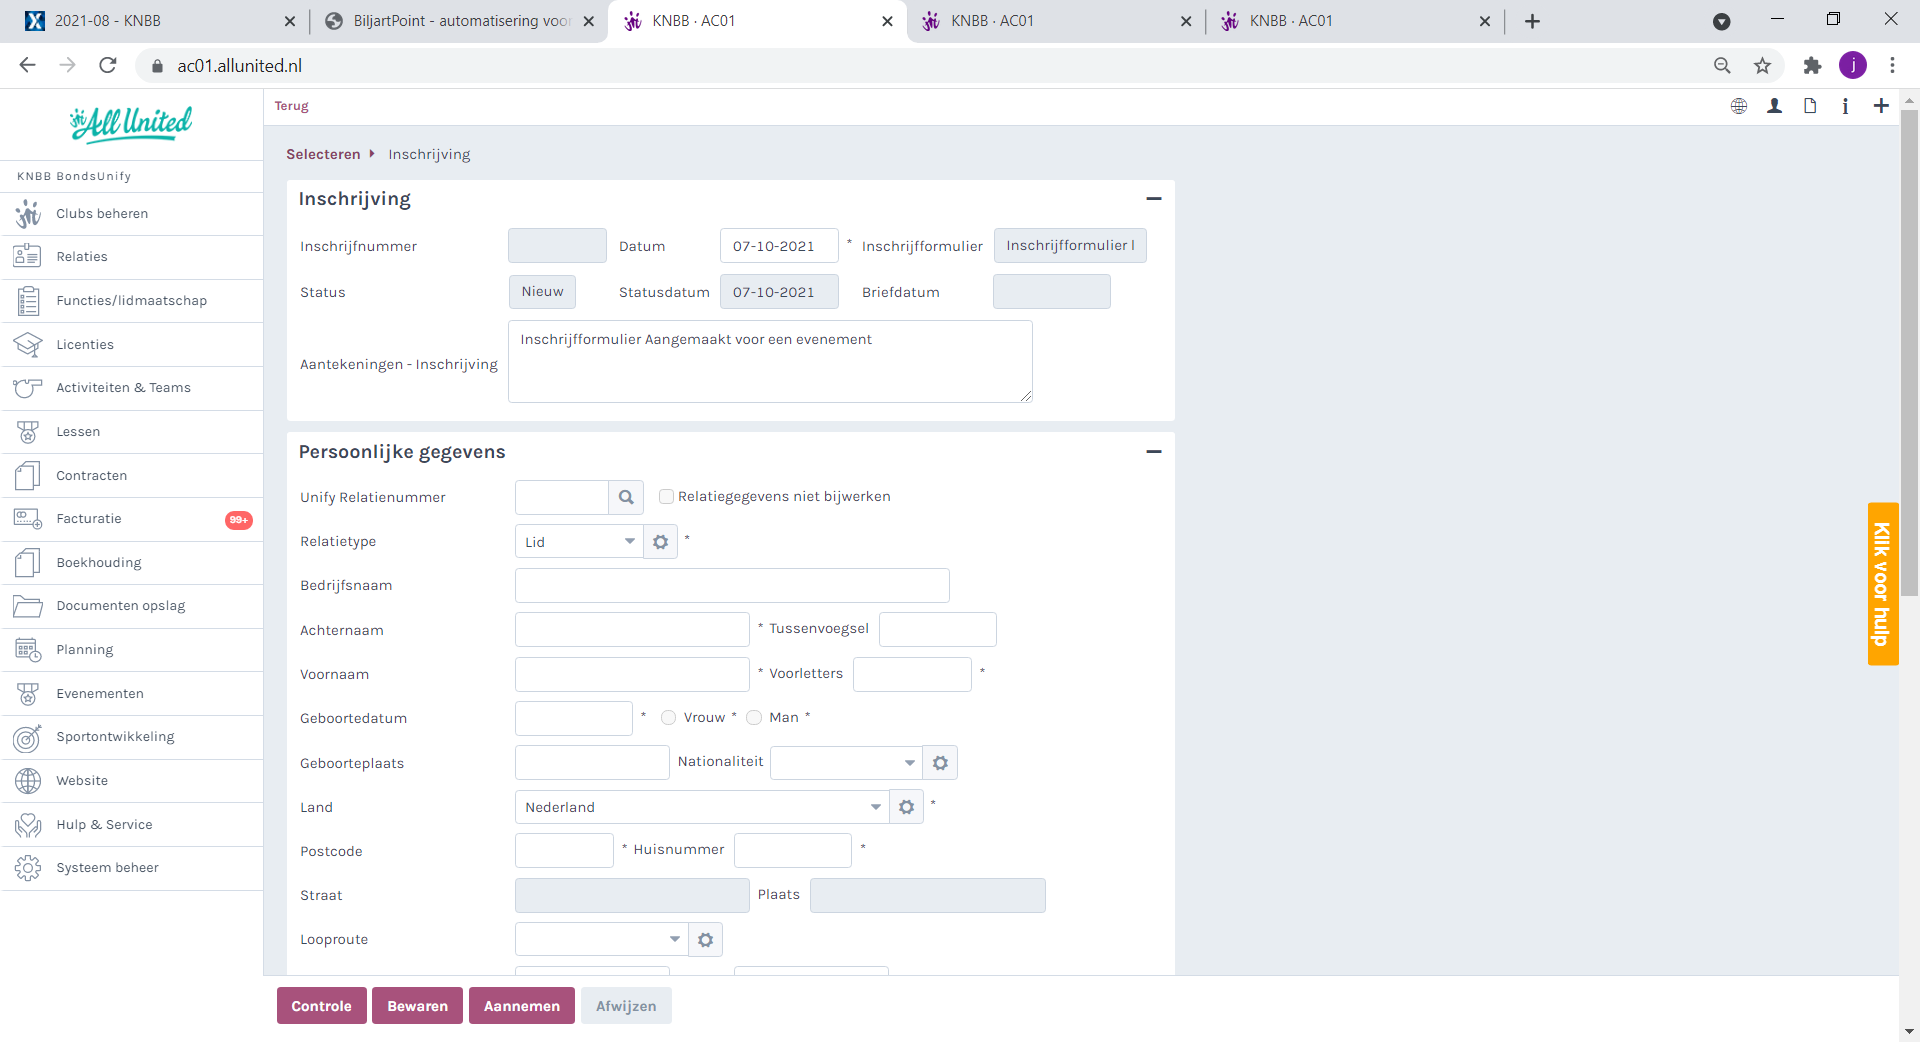 2021-08 - KNBB
BiljartPoint - automatisering voor
KNBB · AC01
KNBB · AC01
KNBB · AC01
ac01.allunited.nl
j
All United
Terug
KNBB BondsUnify
Clubs beheren
Relaties
Functies/lidmaatschap
Licenties
Activiteiten & Teams
Lessen
Contracten
Facturatie 99+
Boekhouding
Documenten opslag
Planning
Evenementen
Sportontwikkeling
Website
Hulp & Service
Systeem beheer
Selecteren Inschrijving
Inschrijving
Inschrijfnummer Datum 07-10-2021 * Inschrijfformulier Inschrijfformulier l
Status Nieuw Statusdatum 07-10-2021 Briefdatum
Aantekeningen - Inschrijving Inschrijfformulier Aangemaakt voor een evenement
Persoonlijke gegevens
Unify Relatienummer Relatiegegevens niet bijwerken
Relatietype Lid *
Bedrijfsnaam
Achternaam * Tussenvoegsel
Voornaam * Voorletters *
Geboortedatum * Vrouw * Man *
Geboorteplaats Nationaliteit
Land Nederland *
Postcode * Huisnummer *
Straat Plaats
Looproute
Controle Bewaren Aannemen Afwijzen
Klik voor hulp